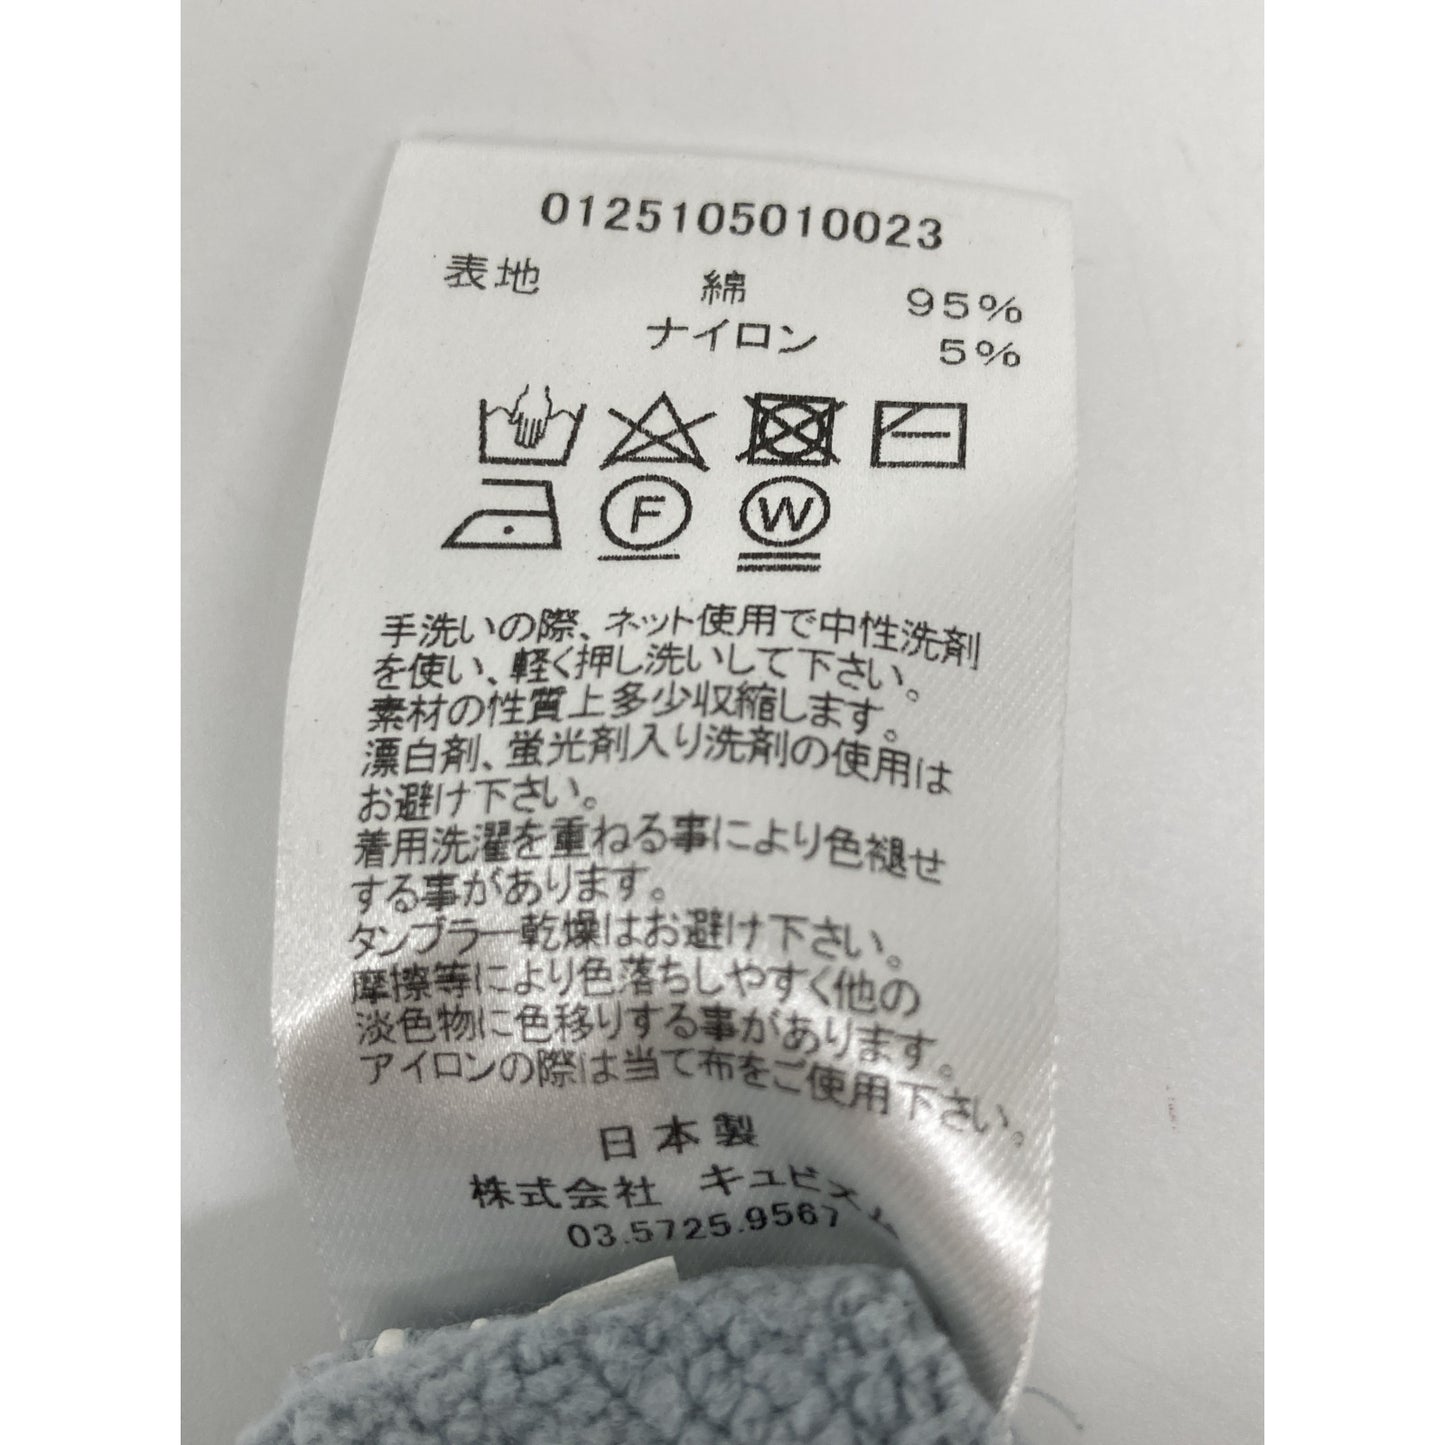 0125105010023
表地 綿 95%
ナイロン 5%
F W
手洗いの際、ネット使用で中性洗剤
を使い、軽く押し洗いして下さい。
素材の性質上多少収縮します。
漂白剤、蛍光剤入り洗剤の使用は
お避け下さい。
着用洗濯を重ねる事により色褪せ
する事があります。
タンブラー乾燥はお避け下さい。
摩擦等により色落ちしやすく他の
淡色物に色移りする事があります。
アイロンの際は当て布をご使用下さい。
日本製
株式会社
03.5725.9567